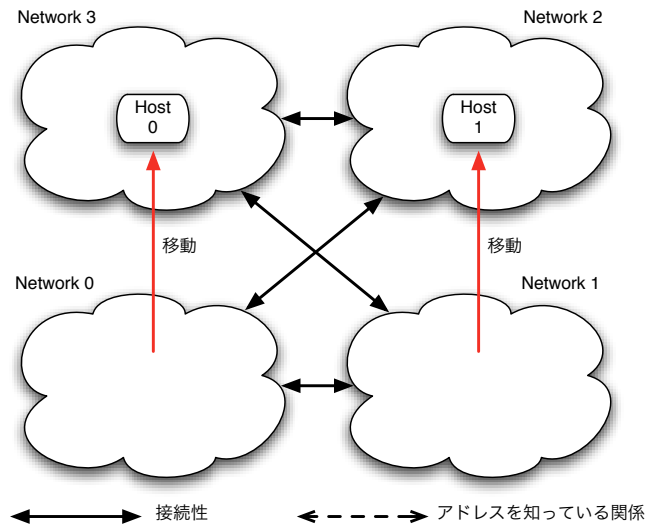 Network 3
Network 2
Host
0
Host
1
移動
移動
Network 0
Network 1
接続性
アドレスを知っている関係